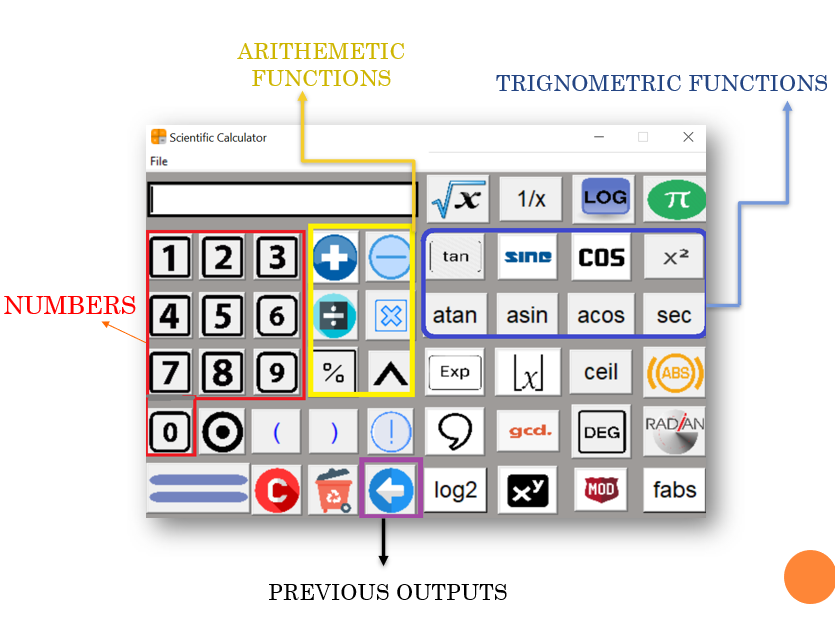 ARITHEMETIC
FUNCTIONS
TRIGNOMETRIC FUNCTIONS
Scientific Calculator
File
√x 1/x LOG π
1 2 3 + − tan sine COS x²
NUMBERS
4 5 6 ÷ × atan asin acos sec
7 8 9 % ^ Exp ⌊x⌋ ceil (ABS)
0 ( ) ! , gcd. DEG RADIAN
= C ← log2 xʸ MOD fabs
PREVIOUS OUTPUTS